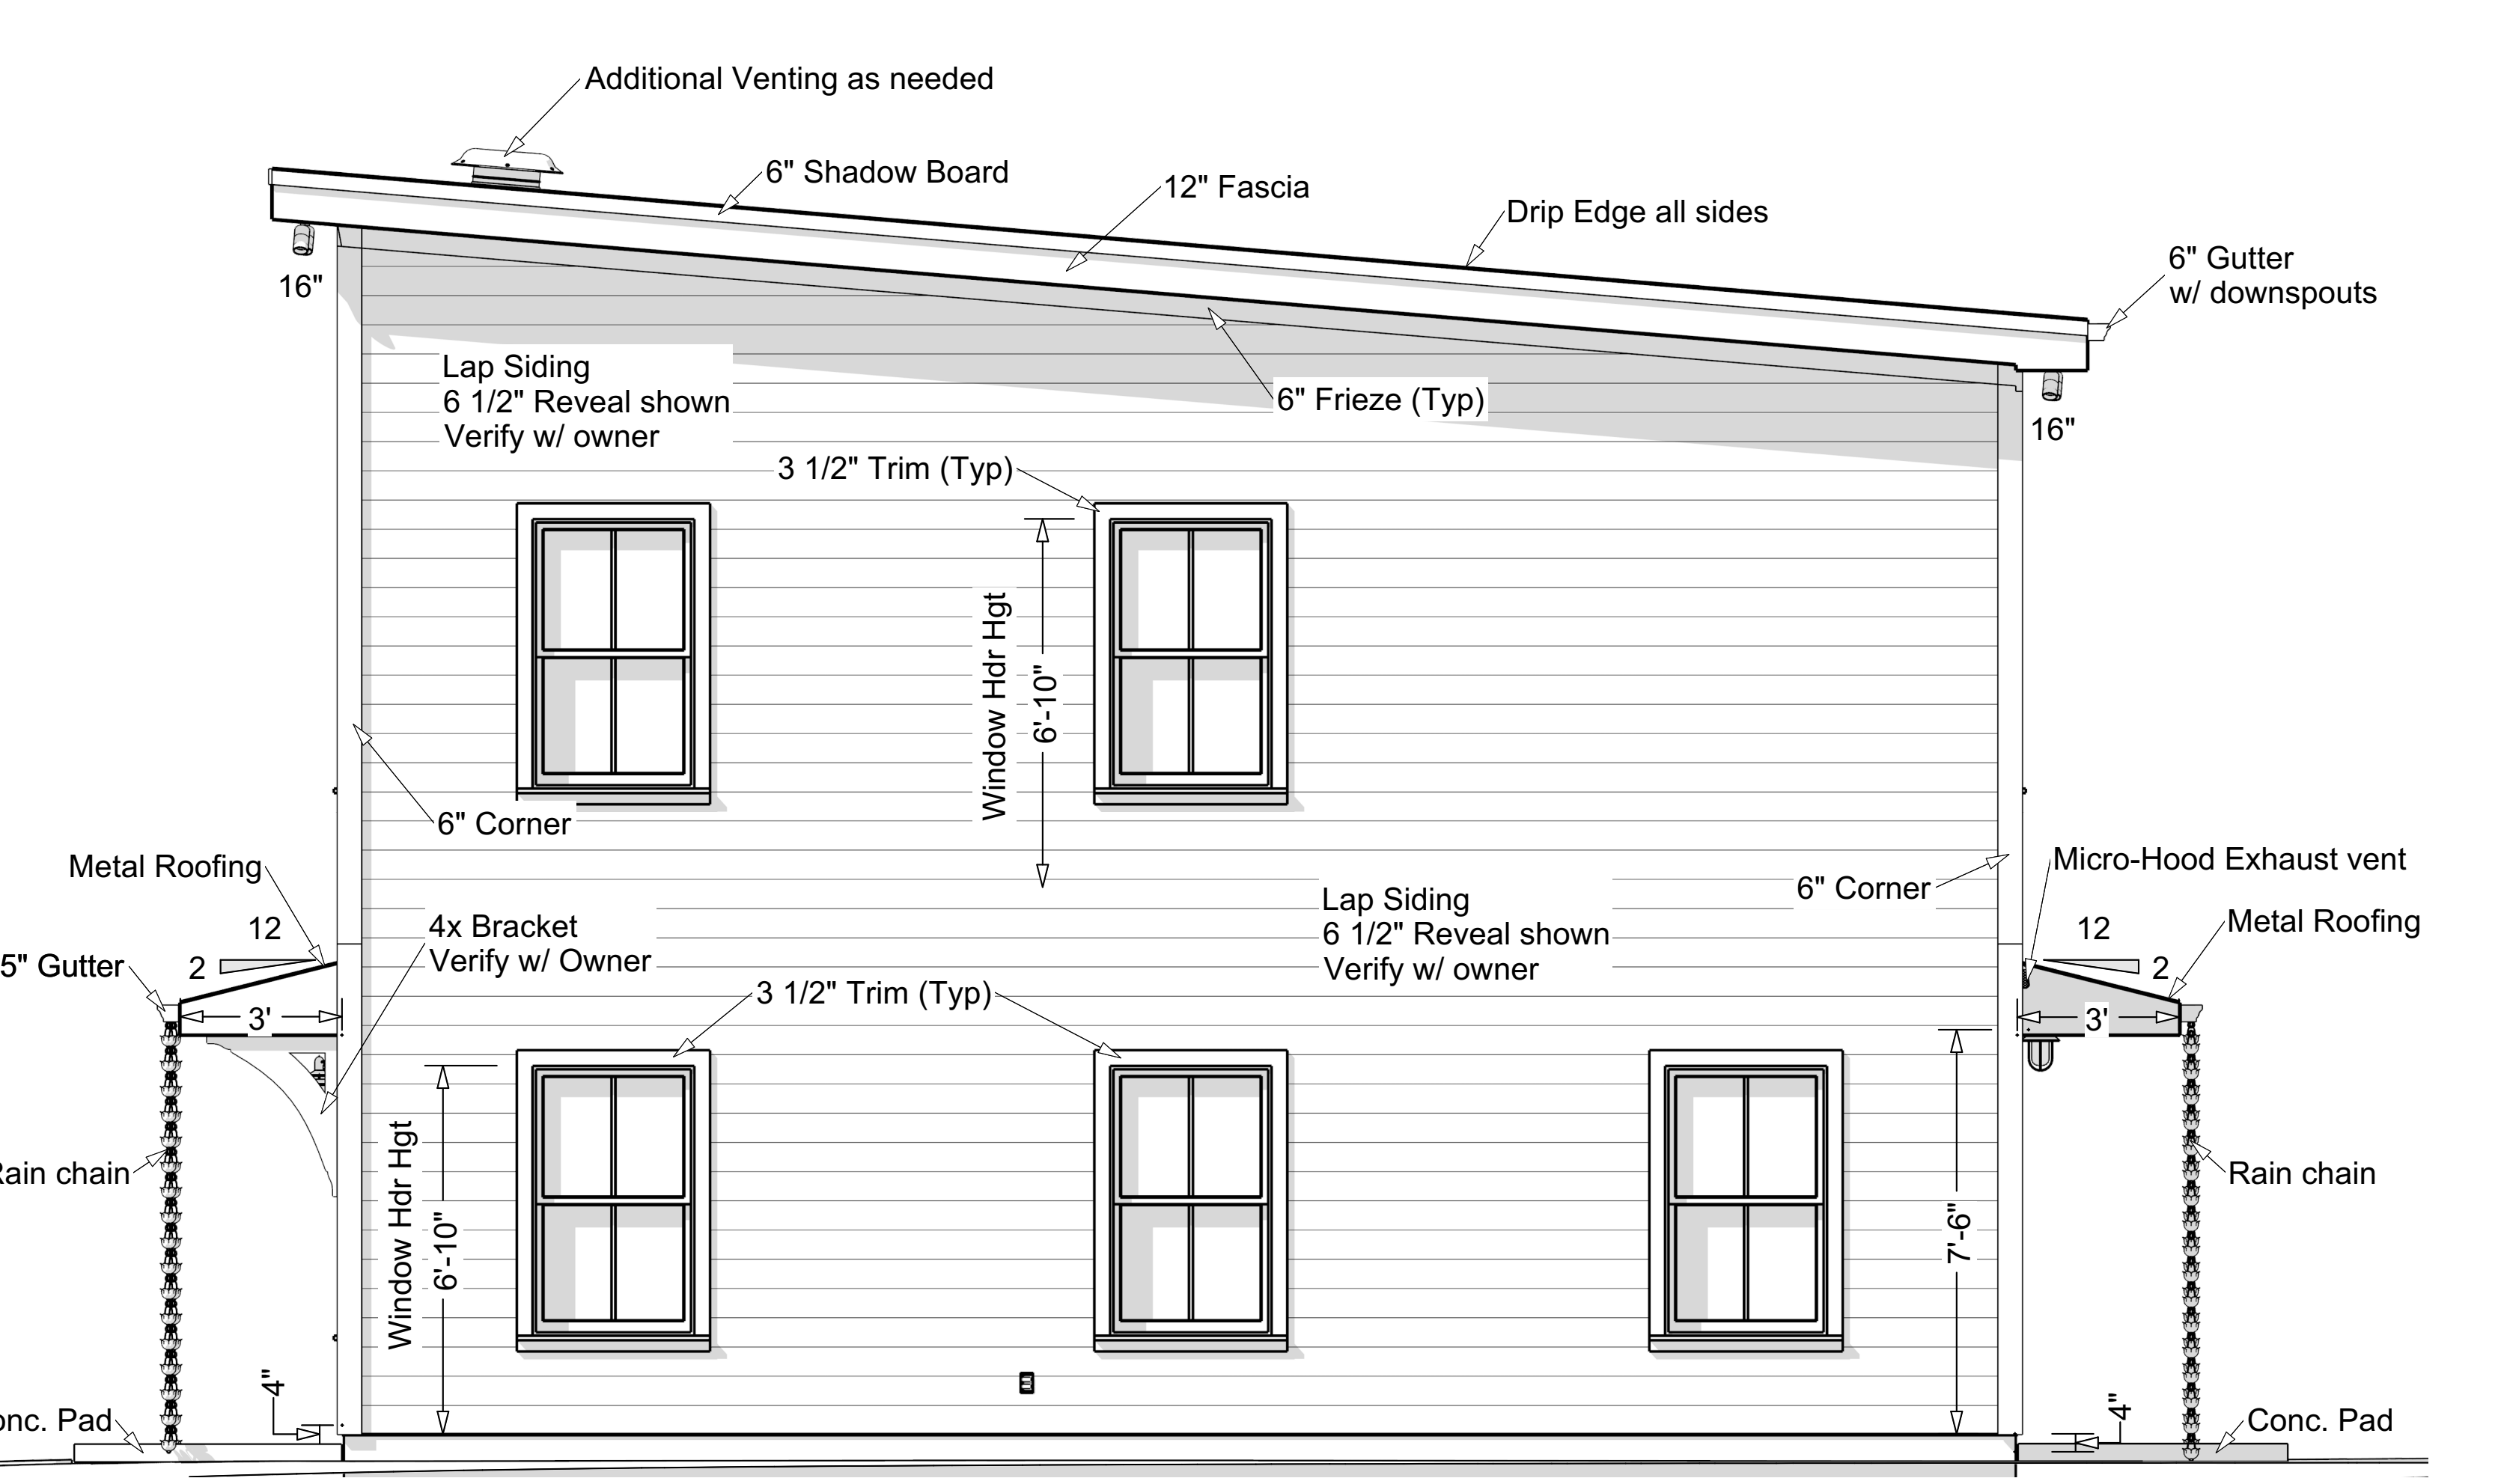 Additional Venting as needed
6" Shadow Board
12" Fascia
Drip Edge all sides
6" Gutter
w/ downspouts
16"
16"
Lap Siding
6 1/2" Reveal shown
Verify w/ owner
6" Frieze (Typ)
3 1/2" Trim (Typ)
Window Hdr Hgt
6'-10"
6" Corner
Metal Roofing
12
2
5" Gutter
3'
4x Bracket
Verify w/ Owner
Lap Siding
6 1/2" Reveal shown
Verify w/ owner
6" Corner
Micro-Hood Exhaust vent
12
2
Metal Roofing
3'
3 1/2" Trim (Typ)
Window Hdr Hgt
6'-10"
7'-6"
ain chain
Rain chain
4"
onc. Pad
4"
Conc. Pad